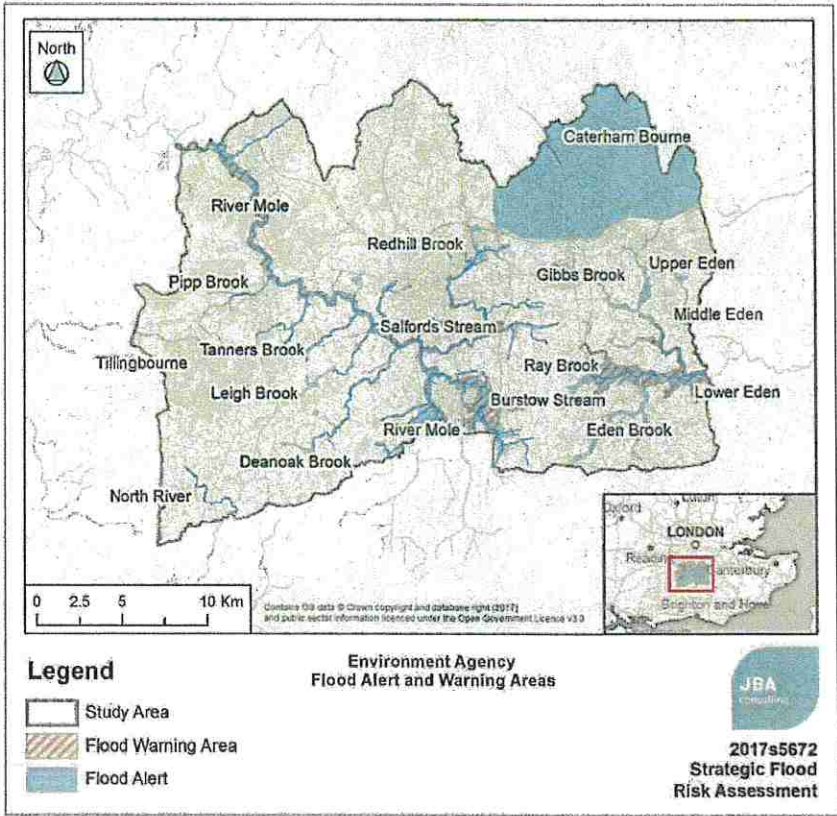 North
Caterham Bourne
River Mole
Redhill Brook
Gibbs Brook
Upper Eden
Pipp Brook
Middle Eden
Salfords Stream
Tanners Brook
Tillingbourne
Ray Brook
Leigh Brook
Lower Eden
Burstow Stream
River Mole
Eden Brook
Deanoak Brook
North River
Oxford
LONDON
Canterbury
Brighton and Hove
0 2.5 5 10 Km
Contains OS data © Crown copyright and database right [2017]
and public sector information licenced under the Open Government Licence v3.0
Legend
Study Area
Flood Warning Area
Flood Alert
Environment Agency
Flood Alert and Warning Areas
JBA
consulting
2017s5672
Strategic Flood
Risk Assessment